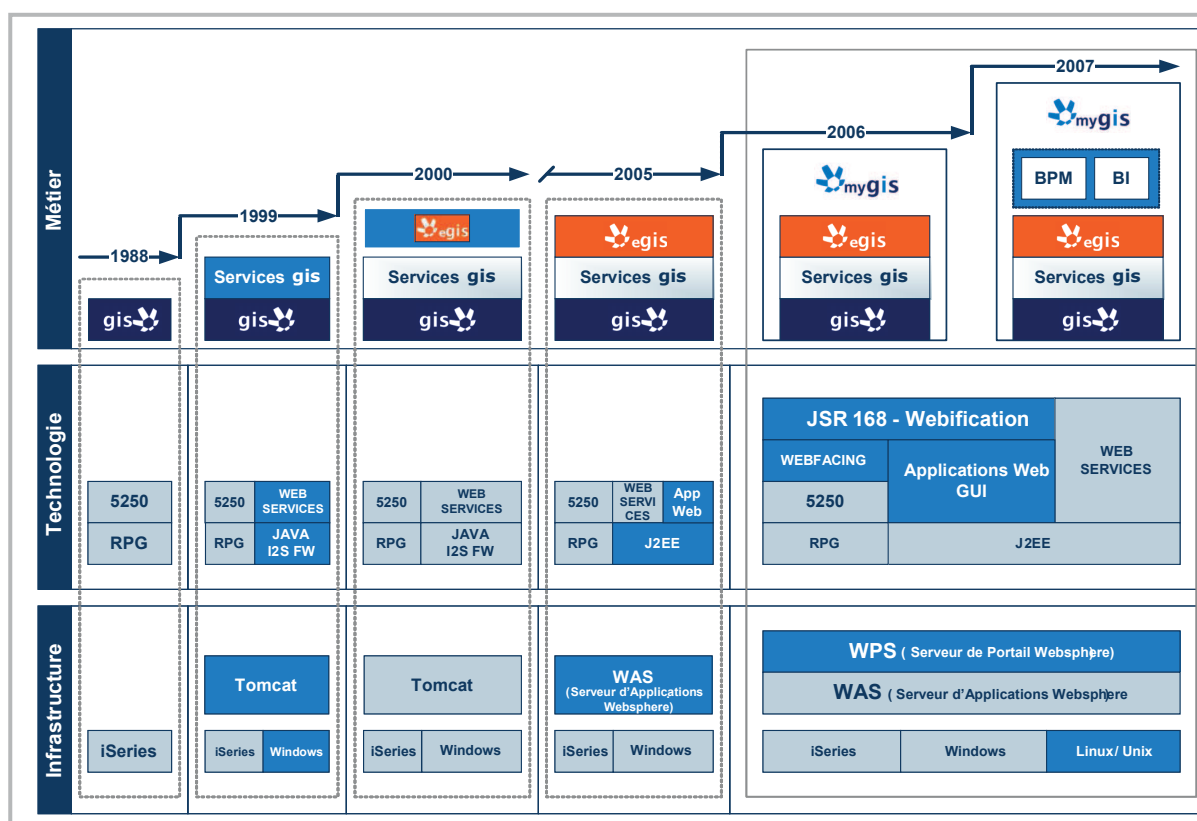 Métier
2007
mygis
BPM
BI
egis
Services gis
gis
2006
mygis
egis
Services gis
gis
2005
egis
Services gis
gis
2000
egis
Services gis
gis
1999
Services gis
gis
1988
gis
Technologie
5250
RPG
5250
WEB
SERVICES
RPG
JAVA
I2S FW
5250
WEB
SERVICES
RPG
JAVA
I2S FW
5250
WEB
SERVI
CES
App
Web
RPG
J2EE
JSR 168 - Webification
WEBFACING
5250
Applications Web
GUI
WEB
SERVICES
RPG
J2EE
Infrastructure
iSeries
Tomcat
iSeries
Windows
Tomcat
iSeries
Windows
WAS
(Serveur d'Applications
Websphere)
iSeries
Windows
WPS ( Serveur de Portail Websphere)
WAS ( Serveur d'Applications Websphere
iSeries
Windows
Linux/ Unix